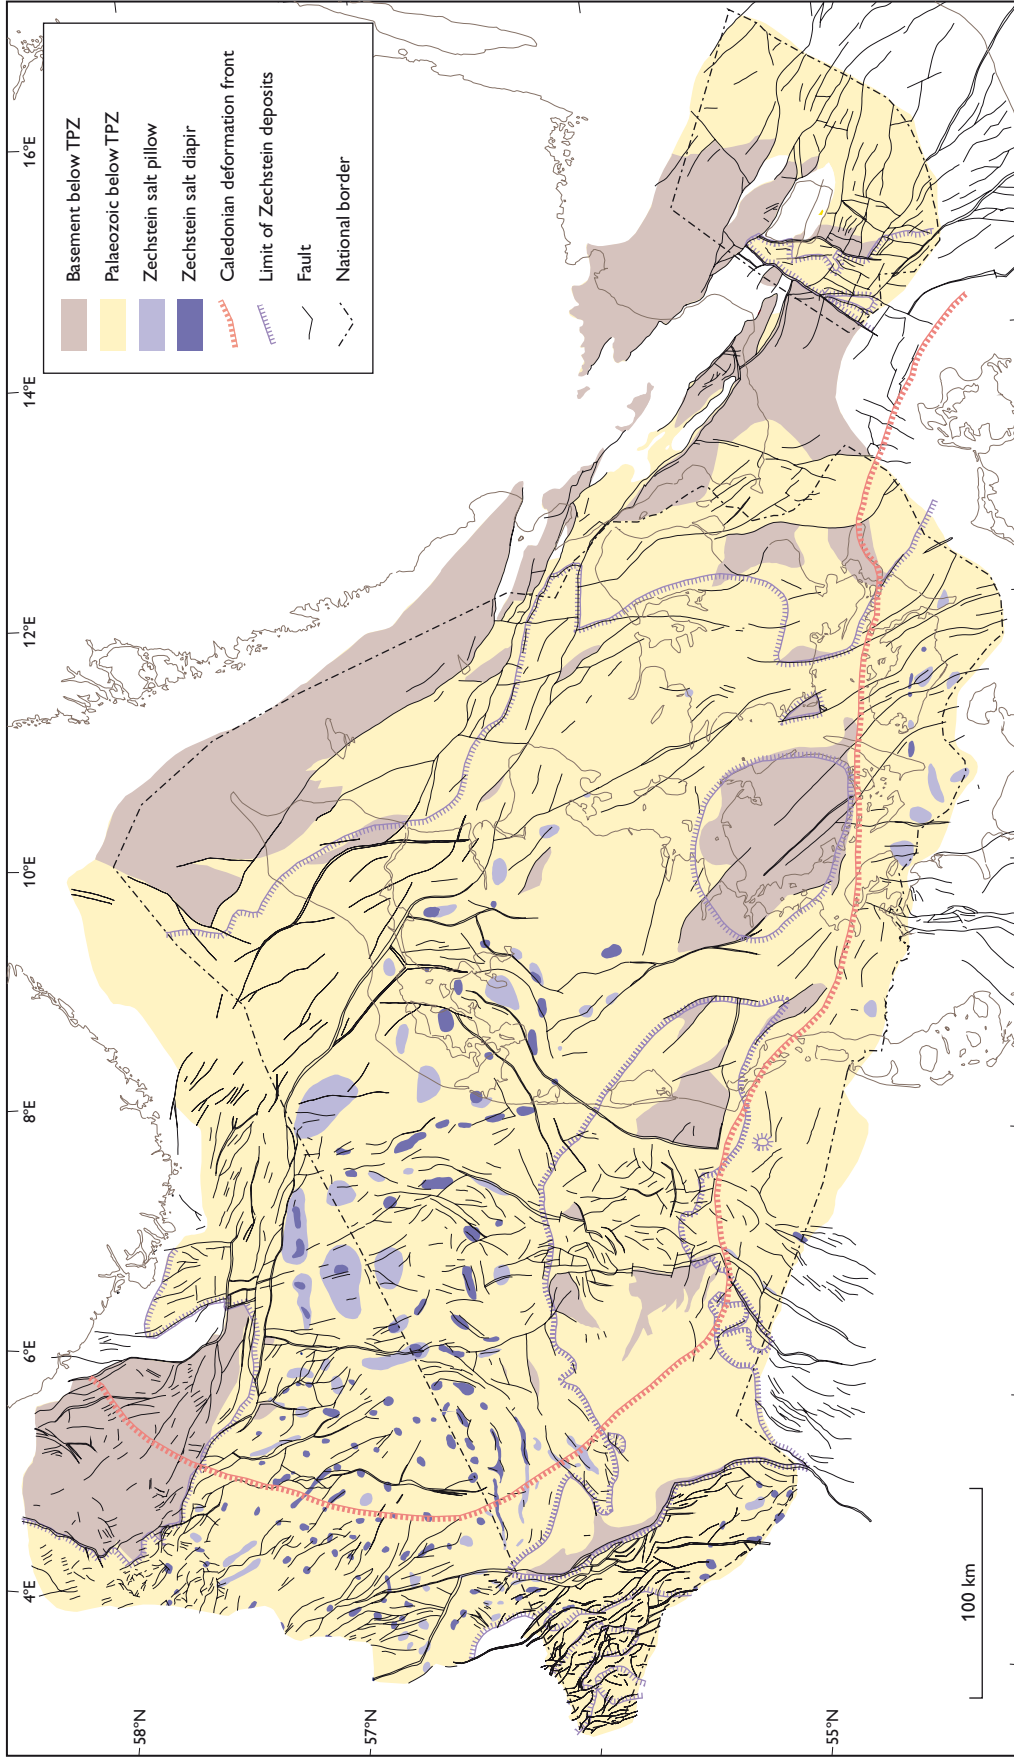 Basement below TPZ
Palaeozoic below TPZ
Zechstein salt pillow
Zechstein salt diapir
Caledonian deformation front
Limit of Zechstein deposits
Fault
National border
4°E
6°E
8°E
10°E
12°E
14°E
16°E
58°N
57°N
55°N
100 km